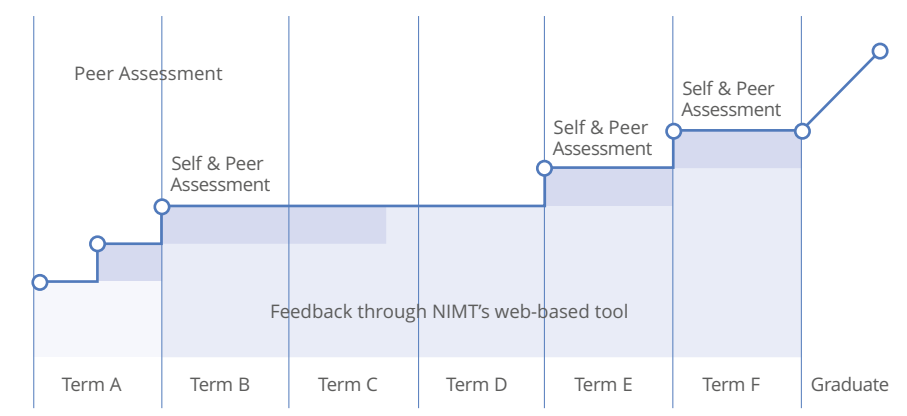 Peer Assessment
Self & Peer
Assessment
Self & Peer
Assessment
Self & Peer
Assessment
Feedback through NIMT’s web-based tool
Term A
Term B
Term C
Term D
Term E
Term F
Graduate